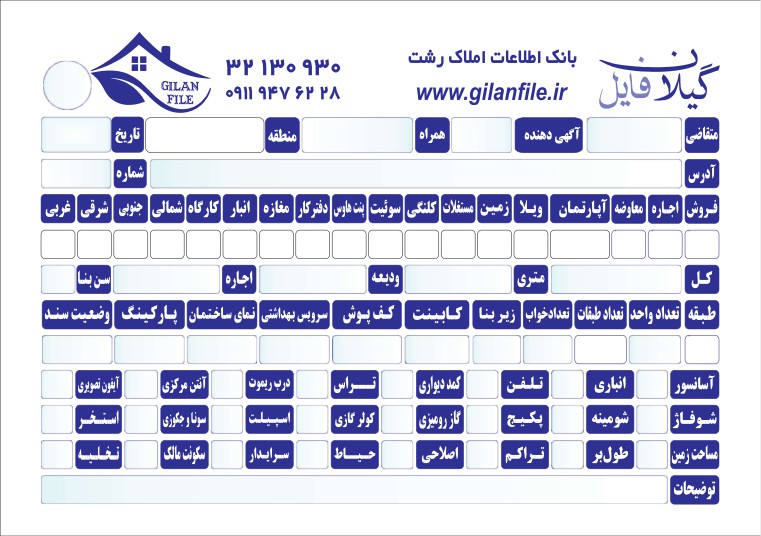 گیلان فایل
بانک اطلاعات املاک رشت
www.gilanfile.ir
۳۲ ۱۳۰ ۹۳۰
۰۹۱۱ ۹۴۷ ۶۲ ۲۸
GILAN
FILE
متقاضی آگهی دهنده همراه منطقه تاریخ
آدرس شماره
فروش اجاره معاوضه آپارتمان ویلا زمین مستغلات کلنگی سوئیت پنت هاوس دفترکار مغازه انبار کارگاه شمالی جنوبی شرقی غربی
کل متری ودیعه اجاره سن بنا
طبقه تعداد واحد تعداد طبقات تعدادخواب زیر بنا کابینت کف پوش سرویس بهداشتی نمای ساختمان پارکینگ وضعیت سند
آسانسور انباری تلفن کمد دیواری تراس درب ریموت آنتن مرکزی آیفون تصویری
شوفاژ شومینه پکیج گاز رومیزی کولر گازی اسپیلت سونا و جکوزی استخر
مساحت زمین طول بر تراکم اصلاحی حیاط سرایدار سکونت مالک تخلیه
توضیحات